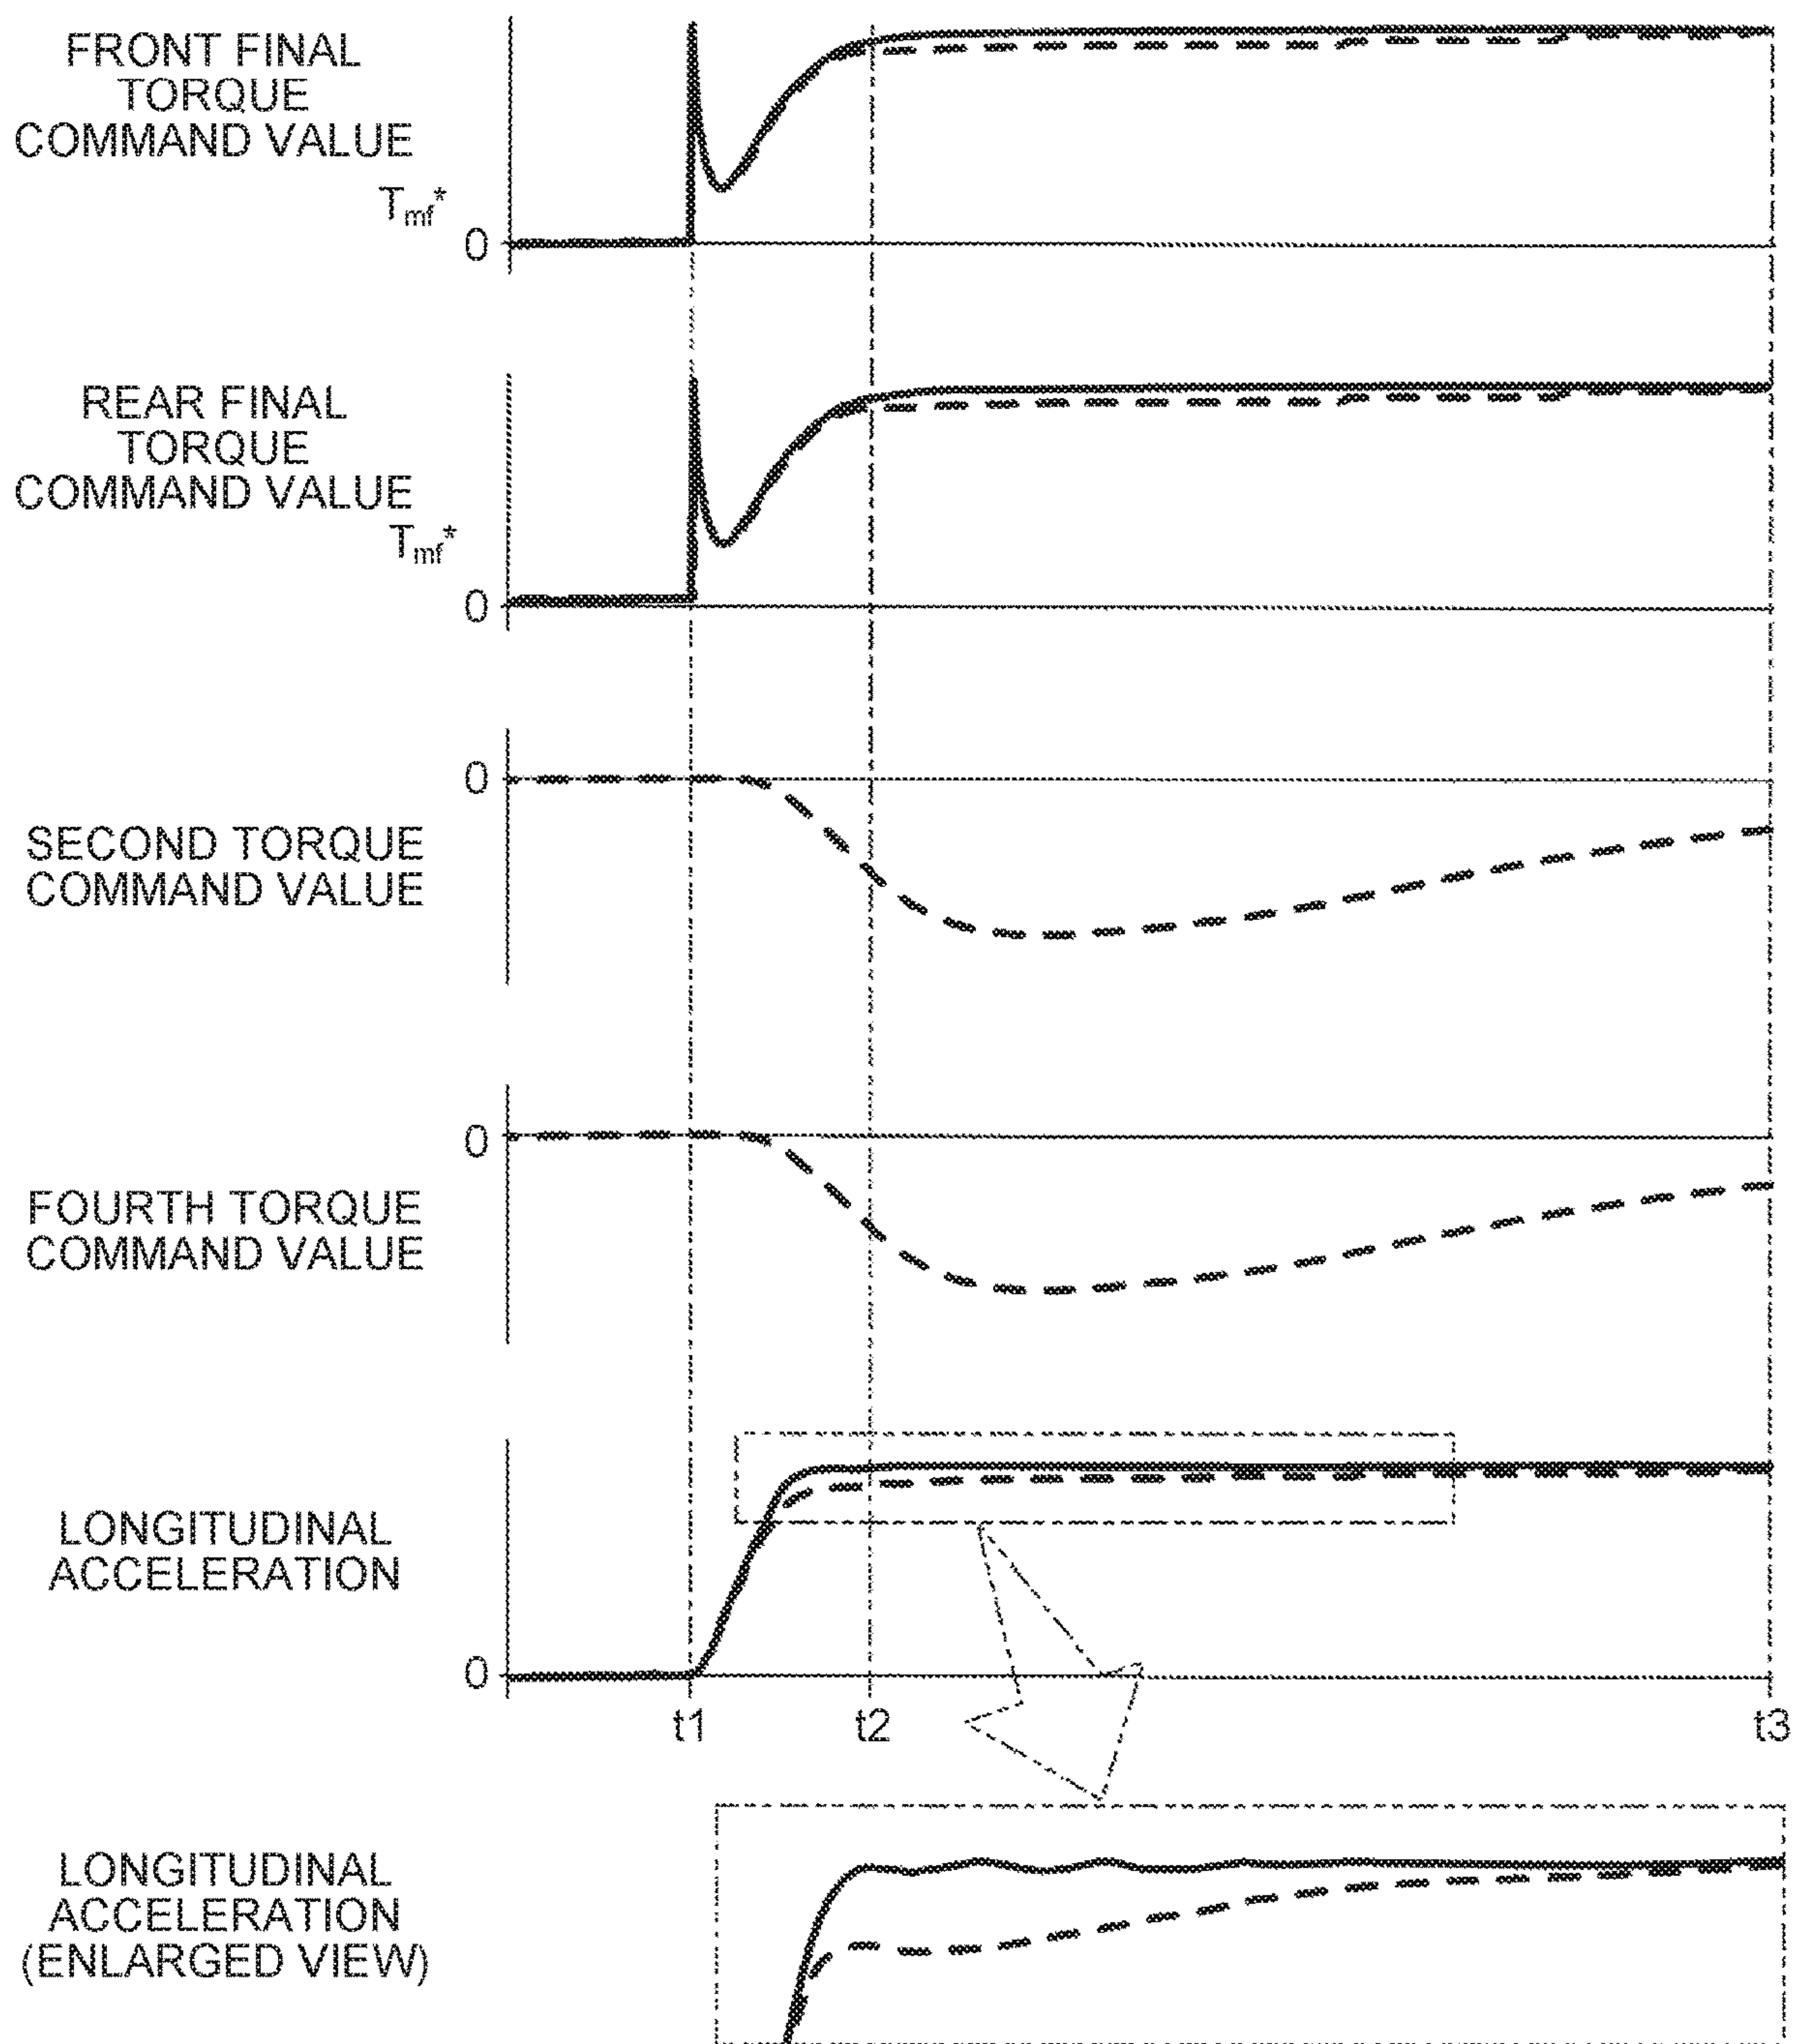 FRONT FINAL
TORQUE
COMMAND VALUE
Tmf*
0
REAR FINAL
TORQUE
COMMAND VALUE
Tmf*
0
0
SECOND TORQUE
COMMAND VALUE
0
FOURTH TORQUE
COMMAND VALUE
LONGITUDINAL
ACCELERATION
0
t1 t2 t3
LONGITUDINAL
ACCELERATION
(ENLARGED VIEW)